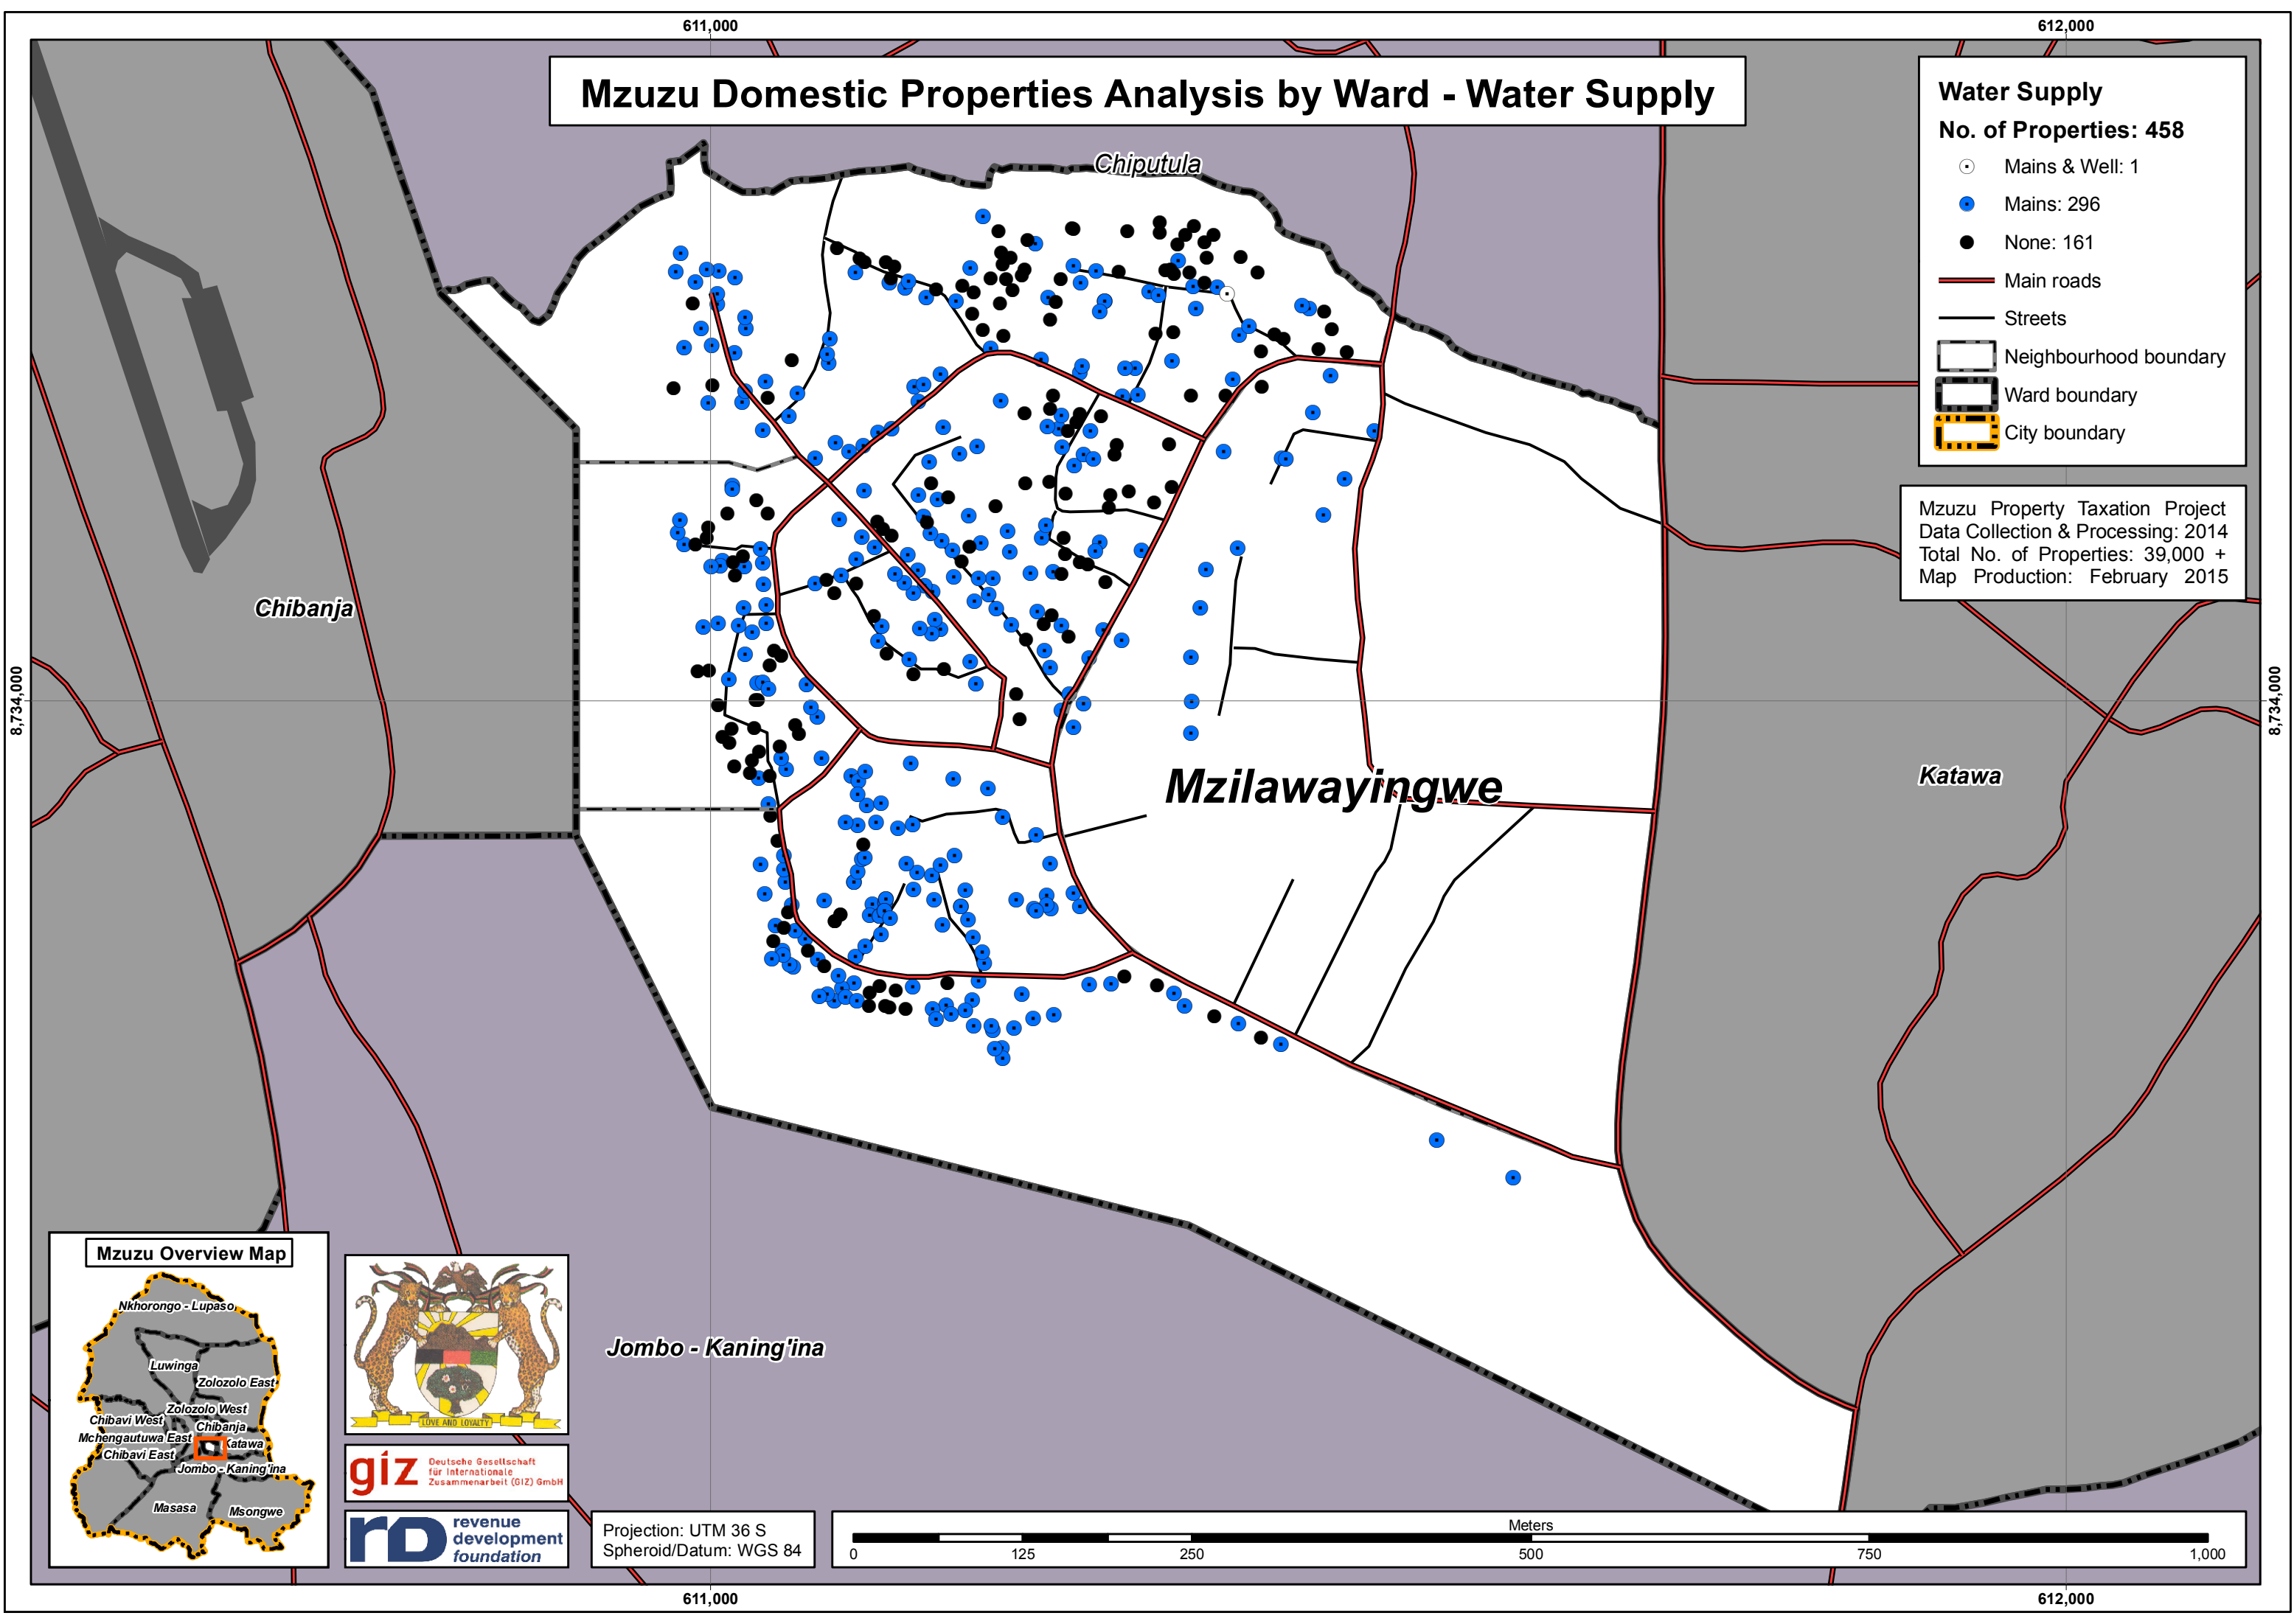 611,000
612,000
Mzuzu Domestic Properties Analysis by Ward - Water Supply
Water Supply
No. of Properties: 458
Mains & Well: 1
Mains: 296
None: 161
Main roads
Streets
Neighbourhood boundary
Ward boundary
City boundary
Mzuzu Property Taxation Project
Data Collection & Processing: 2014
Total No. of Properties: 39,000 +
Map Production: February 2015
Chiputula
Chibanja
8,734,000
8,734,000
Mzilawayingwe
Katawa
Jombo - Kaning'ina
Mzuzu Overview Map
Nkhorongo - Lupaso
Luwinga
Zolozolo East
Zolozolo West
Chibavi West
Chibanja
Mchengautuwa East
Katawa
Chibavi East
Jombo - Kaning'ina
Masasa
Msongwe
LOVE AND LOYALTY
giz
Deutsche Gesellschaft
für Internationale
Zusammenarbeit (GIZ) GmbH
rD
revenue
development
foundation
Projection: UTM 36 S
Spheroid/Datum: WGS 84
Meters
0 125 250 500 750 1,000
611,000
612,000